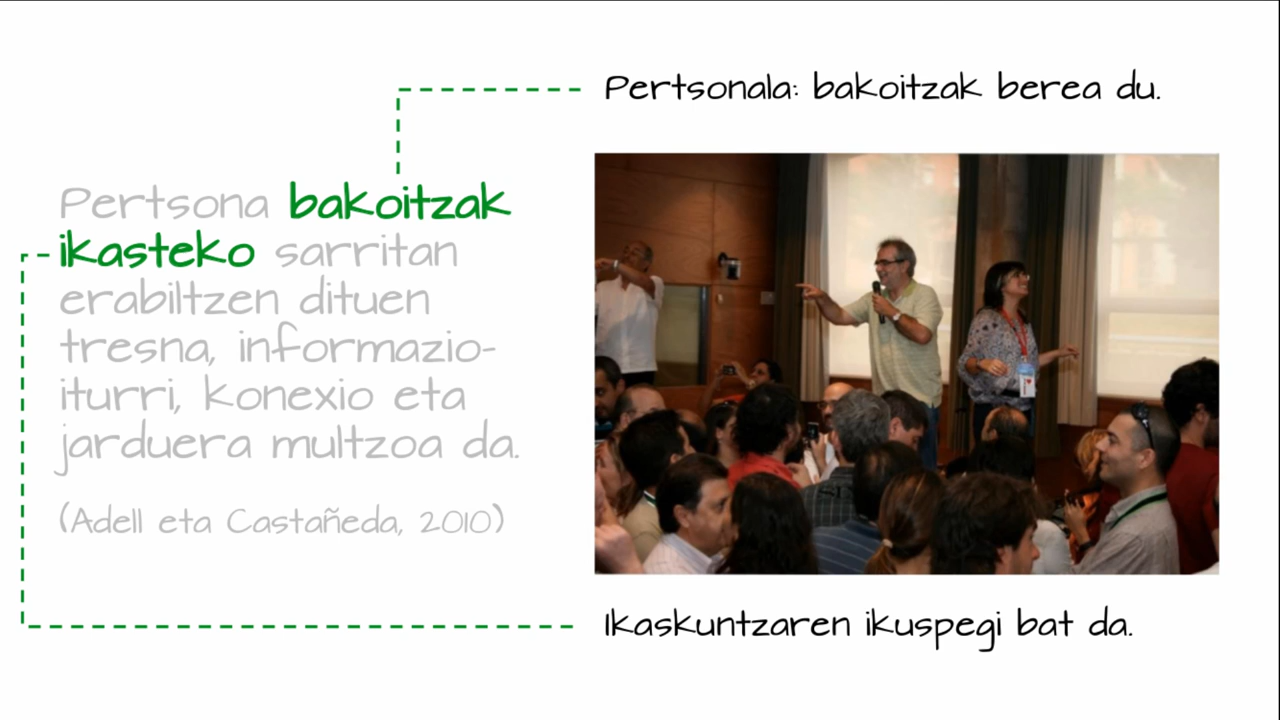 Pertsonala: bakoitzak berea du.
Pertsona bakoitzak
ikasteko sarritan
erabiltzen dituen
tresna, informazio-
iturri, konexio eta
jarduera multzoa da.
(Adell eta Castañeda, 2010)
Ikaskuntzaren ikuspegi bat da.